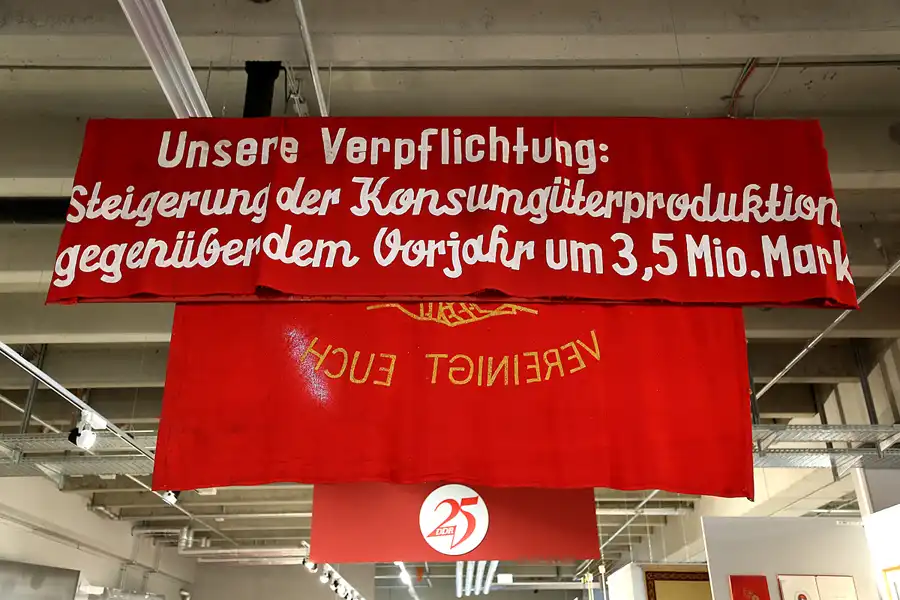 Unsere Verpflichtung:
Steigerung der Konsumgüterproduktion
gegenüber dem Vorjahr um 3,5 Mio. Mark
VEREINIGT EUCH
25
DDR